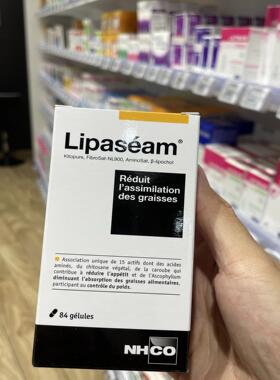 Lipaséam®
Kitopure, FibroSat-NL900, AminoSat, β-lipochol
Réduit
l'assimilation
des graisses
Association unique de 15 actifs dont des acides
aminés, du chitosane végétal, de la caroube qui
contribue à réduire l'appétit et de l'Ascophyllum
diminuant l'absorption des graisses alimentaires,
participant au contrôle du poids.
84 gélules
NHCO